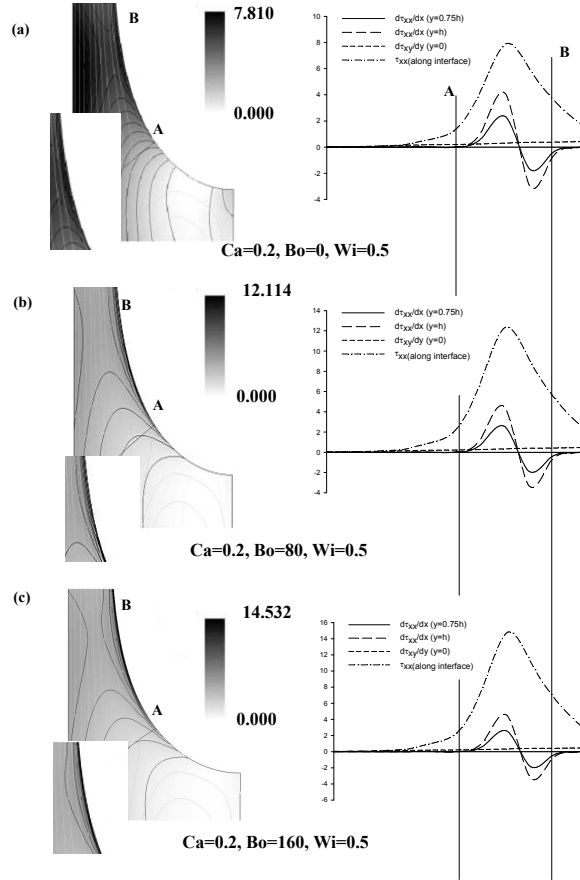 (a)
B
7.810
0.000
A
Ca=0.2, Bo=0, Wi=0.5
10
8
6
4
2
0
-2
-4
dτxx/dx (y=0.75h)
dτxx/dx (y=h)
dτxy/dy (y=0)
τxx(along interface)
A
B
(b)
B
12.114
0.000
A
Ca=0.2, Bo=80, Wi=0.5
14
12
10
8
6
4
2
0
-2
-4
dτxx/dx (y=0.75h)
dτxx/dx (y=h)
dτxy/dy (y=0)
τxx(along interface)
(c)
B
14.532
0.000
A
Ca=0.2, Bo=160, Wi=0.5
16
14
12
10
8
6
4
2
0
-2
-4
-6
dτxx/dx (y=0.75h)
dτxx/dx (y=h)
dτxy/dy (y=0)
τxx(along interface)